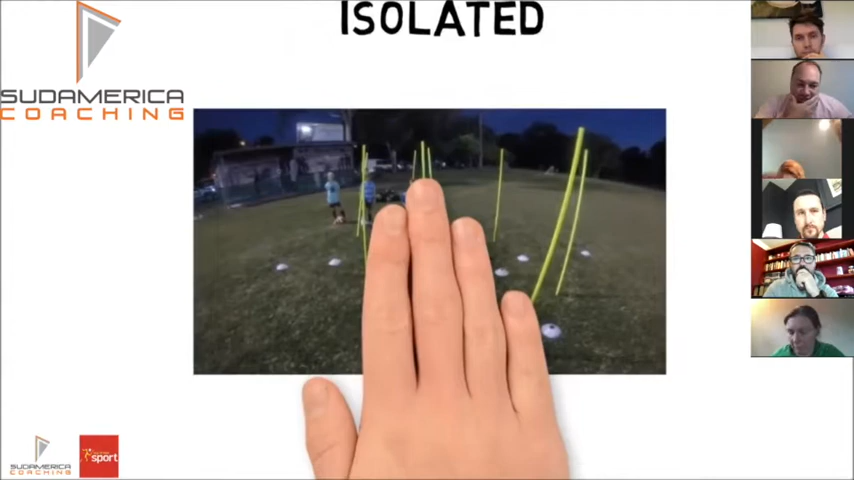 ISOLATED
SUDAMERICA
COACHING
SUDAMERICA
COACHING
sport